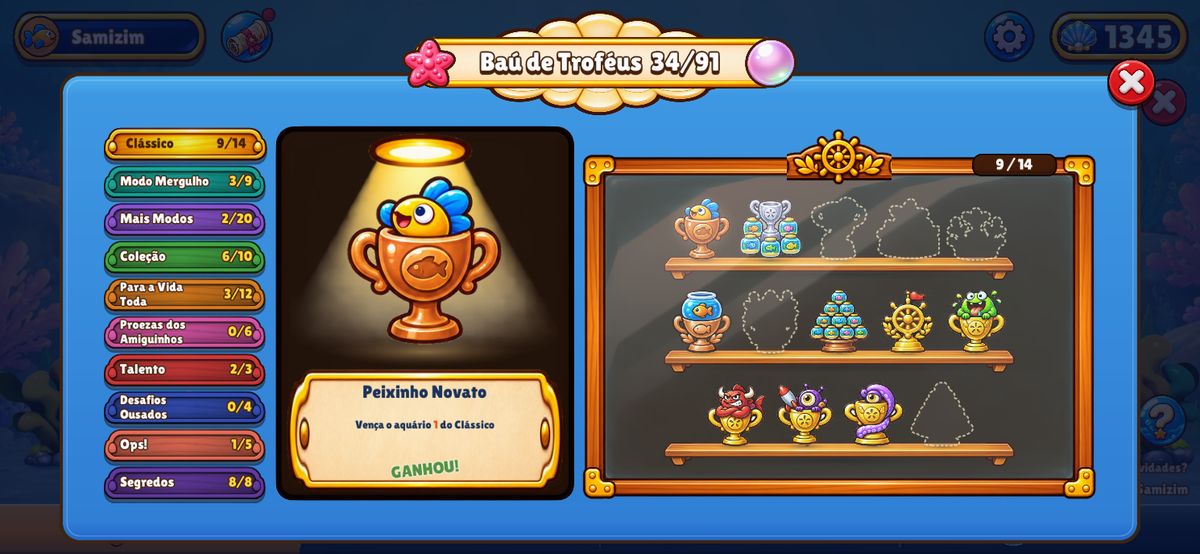 Samizim
Baú de Troféus 34/91
1345
Clássico 9/14
Modo Mergulho 3/9
Mais Modos 2/20
Coleção 6/10
Para a Vida
Toda 3/12
Proezas dos
Amiguinhos 0/6
Talento 2/3
Desafios
Ousados 0/4
Ops! 1/5
Segredos 8/8
Peixinho Novato
Vença o aquário 1 do Clássico
GANHOU!
9/14
?
vidades?
Samizim